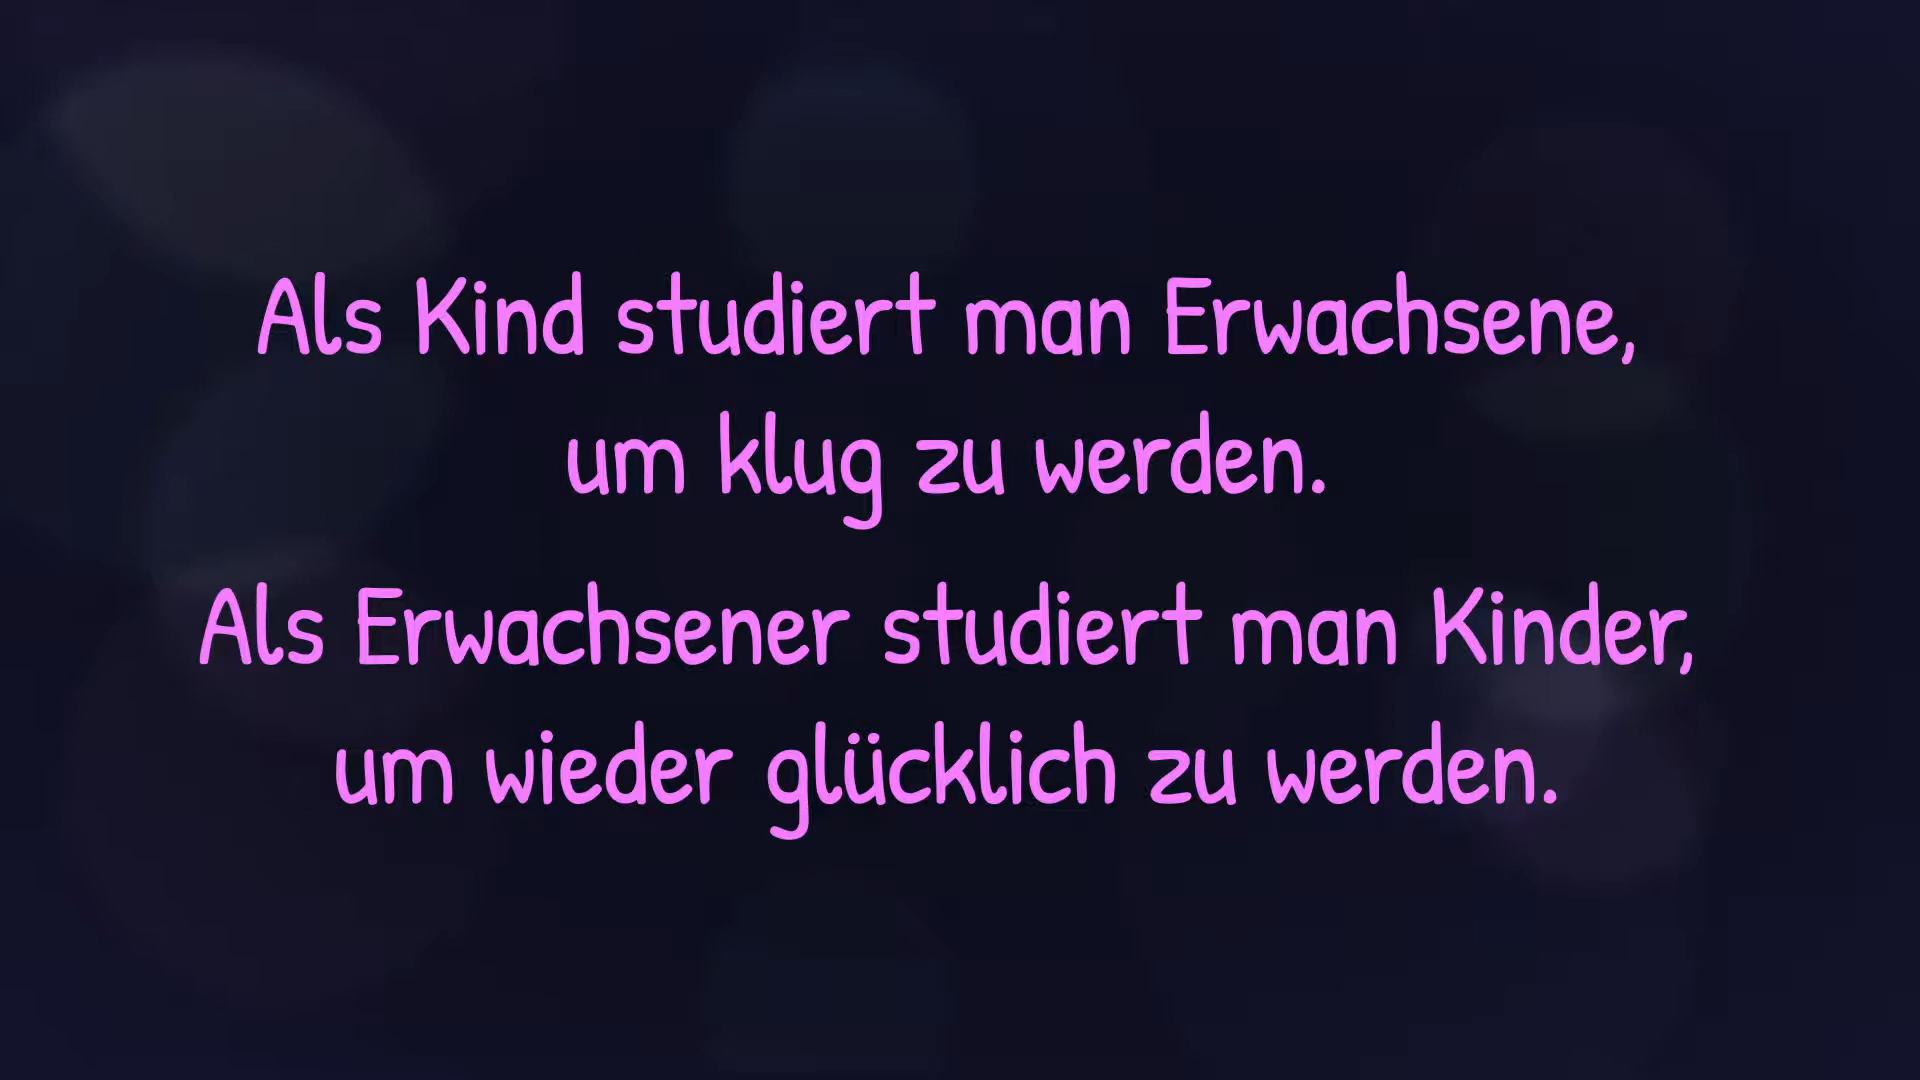 Als Kind studiert man Erwachsene,
um klug zu werden.
Als Erwachsener studiert man Kinder,
um wieder glücklich zu werden.